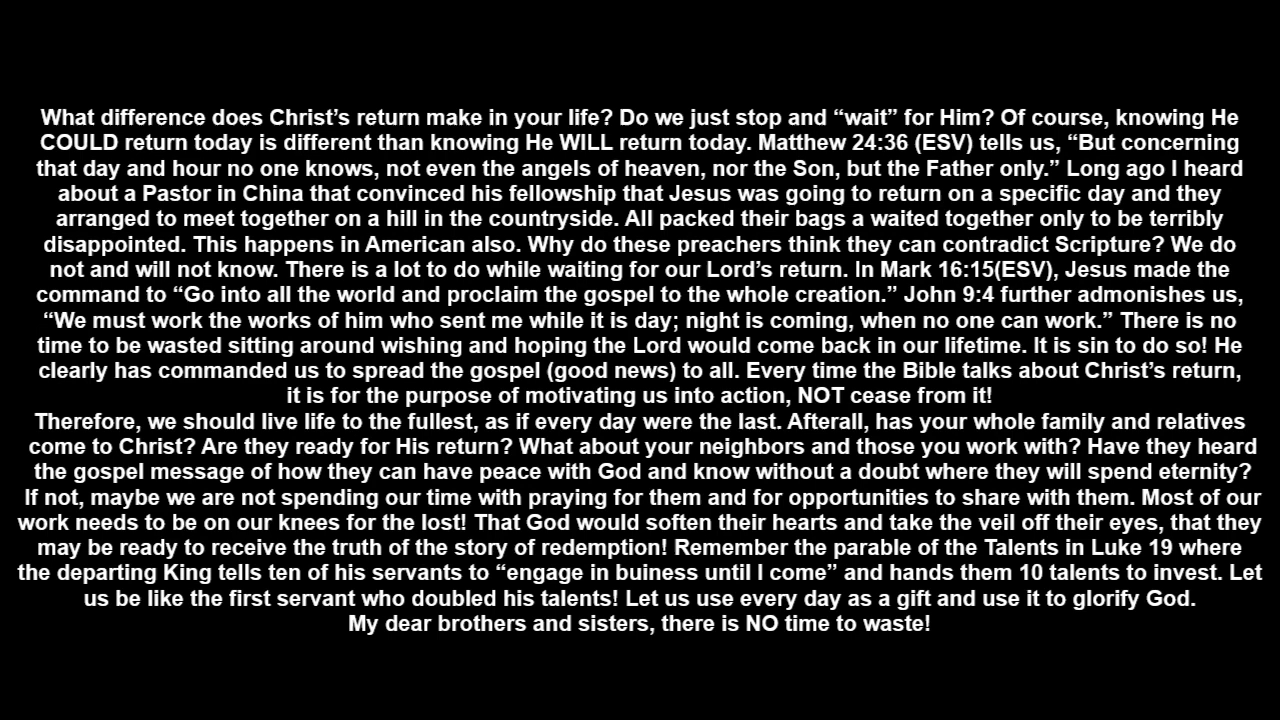 What difference does Christ’s return make in your life? Do we just stop and “wait” for Him? Of course, knowing He
COULD return today is different than knowing He WILL return today. Matthew 24:36 (ESV) tells us, “But concerning
that day and hour no one knows, not even the angels of heaven, nor the Son, but the Father only.” Long ago I heard
about a Pastor in China that convinced his fellowship that Jesus was going to return on a specific day and they
arranged to meet together on a hill in the countryside. All packed their bags a waited together only to be terribly
disappointed. This happens in American also. Why do these preachers think they can contradict Scripture? We do
not and will not know. There is a lot to do while waiting for our Lord’s return. In Mark 16:15(ESV), Jesus made the
command to “Go into all the world and proclaim the gospel to the whole creation.” John 9:4 further admonishes us,
“We must work the works of him who sent me while it is day; night is coming, when no one can work.” There is no
time to be wasted sitting around wishing and hoping the Lord would come back in our lifetime. It is sin to do so! He
clearly has commanded us to spread the gospel (good news) to all. Every time the Bible talks about Christ’s return,
it is for the purpose of motivating us into action, NOT cease from it!
Therefore, we should live life to the fullest, as if every day were the last. Afterall, has your whole family and relatives
come to Christ? Are they ready for His return? What about your neighbors and those you work with? Have they heard
the gospel message of how they can have peace with God and know without a doubt where they will spend eternity?
If not, maybe we are not spending our time with praying for them and for opportunities to share with them. Most of our
work needs to be on our knees for the lost! That God would soften their hearts and take the veil off their eyes, that they
may be ready to receive the truth of the story of redemption! Remember the parable of the Talents in Luke 19 where
the departing King tells ten of his servants to “engage in buiness until I come” and hands them 10 talents to invest. Let
us be like the first servant who doubled his talents! Let us use every day as a gift and use it to glorify God.
My dear brothers and sisters, there is NO time to waste!